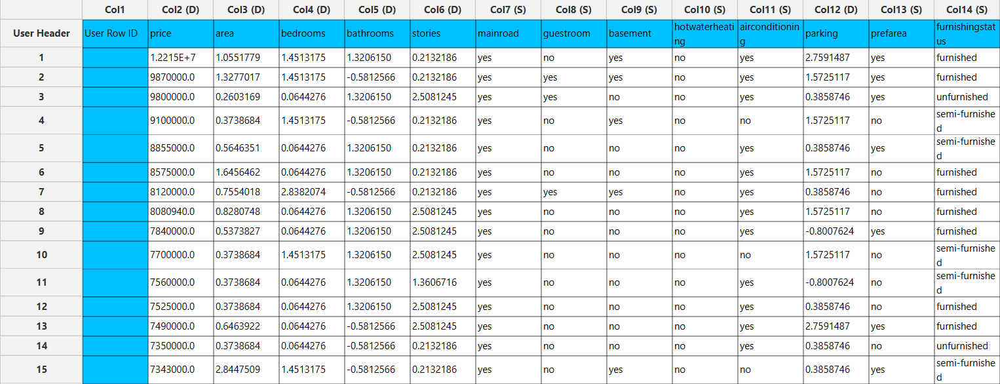 Col1 Col2 (D) Col3 (D) Col4 (D) Col5 (D) Col6 (D) Col7 (S) Col8 (S) Col9 (S) Col10 (S) Col11 (S) Col12 (D) Col13 (S) Col14 (S)
User Header User Row ID price area bedrooms bathrooms stories mainroad guestroom basement hotwaterheati ng airconditionin g parking prefarea furnishingstat us
1 1.2215E+7 1.0551779 1.4513175 1.3206150 0.2132186 yes no yes no yes 2.7591487 yes furnished
2 9870000.0 1.3277017 1.4513175 -0.5812566 0.2132186 yes yes yes no yes 1.5725117 yes furnished
3 9800000.0 0.2603169 0.0644276 1.3206150 2.5081245 yes yes no no yes 0.3858746 yes unfurnished
4 9100000.0 0.3738684 1.4513175 -0.5812566 0.2132186 yes no yes no no 1.5725117 no semi-furnishe d
5 8855000.0 0.5646351 0.0644276 1.3206150 0.2132186 yes no no no yes 0.3858746 yes semi-furnishe d
6 8575000.0 1.6456462 0.0644276 1.3206150 0.2132186 yes no no no yes 1.5725117 no furnished
7 8120000.0 0.7554018 2.8382074 -0.5812566 0.2132186 yes yes yes no yes 0.3858746 no furnished
8 8080940.0 0.8280748 0.0644276 1.3206150 2.5081245 yes no no no yes 1.5725117 no furnished
9 7840000.0 0.5373827 0.0644276 1.3206150 2.5081245 yes no no no yes -0.8007624 yes furnished
10 7700000.0 0.3738684 1.4513175 1.3206150 2.5081245 yes no no no no 1.5725117 no semi-furnishe d
11 7560000.0 0.3738684 0.0644276 1.3206150 1.3606716 yes no no no yes -0.8007624 no semi-furnishe d
12 7525000.0 0.3738684 0.0644276 1.3206150 2.5081245 yes no no no yes 0.3858746 no furnished
13 7490000.0 0.6463922 0.0644276 -0.5812566 2.5081245 yes no no no yes 2.7591487 yes furnished
14 7350000.0 0.3738684 0.0644276 -0.5812566 0.2132186 yes no no no yes 0.3858746 no unfurnished
15 7343000.0 2.8447509 1.4513175 -0.5812566 0.2132186 yes no yes no no 0.3858746 yes semi-furnishe d